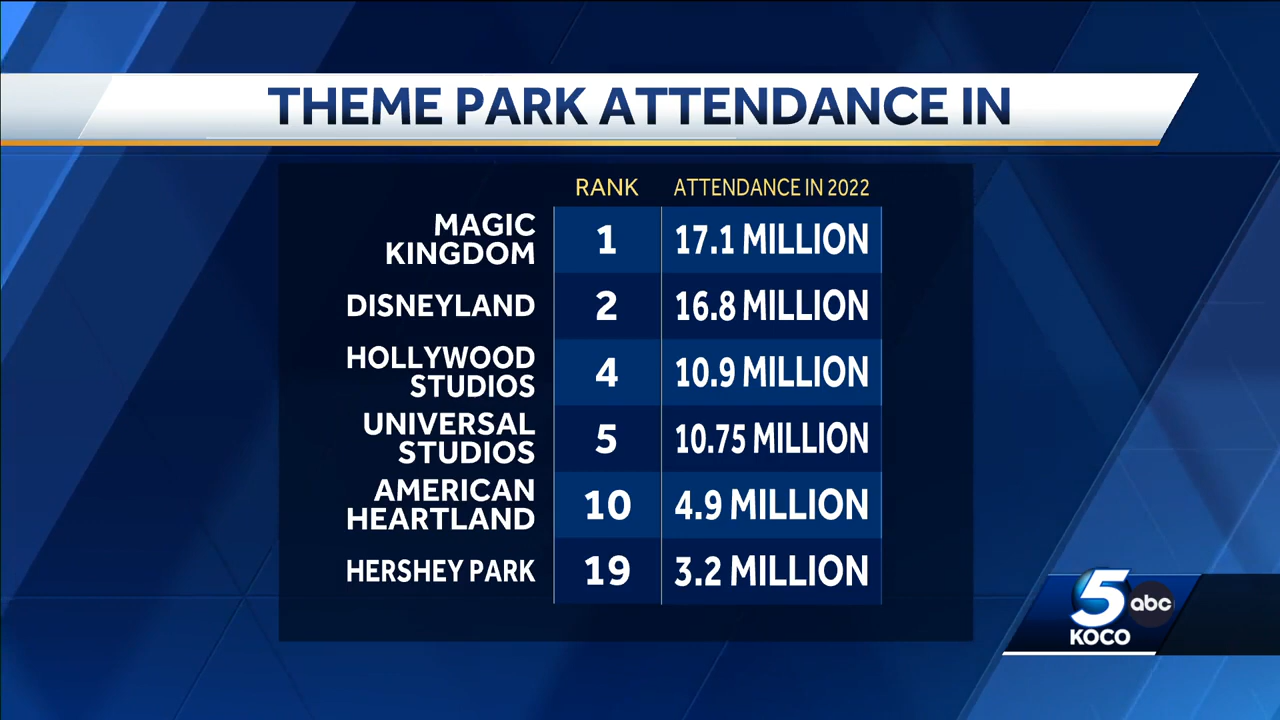 THEME PARK ATTENDANCE IN
RANK ATTENDANCE IN 2022
MAGIC
KINGDOM
1 17.1 MILLION
DISNEYLAND 2 16.8 MILLION
HOLLYWOOD
STUDIOS
4 10.9 MILLION
UNIVERSAL
STUDIOS
5 10.75 MILLION
AMERICAN
HEARTLAND
10 4.9 MILLION
HERSHEY PARK 19 3.2 MILLION
5 abc
KOCO